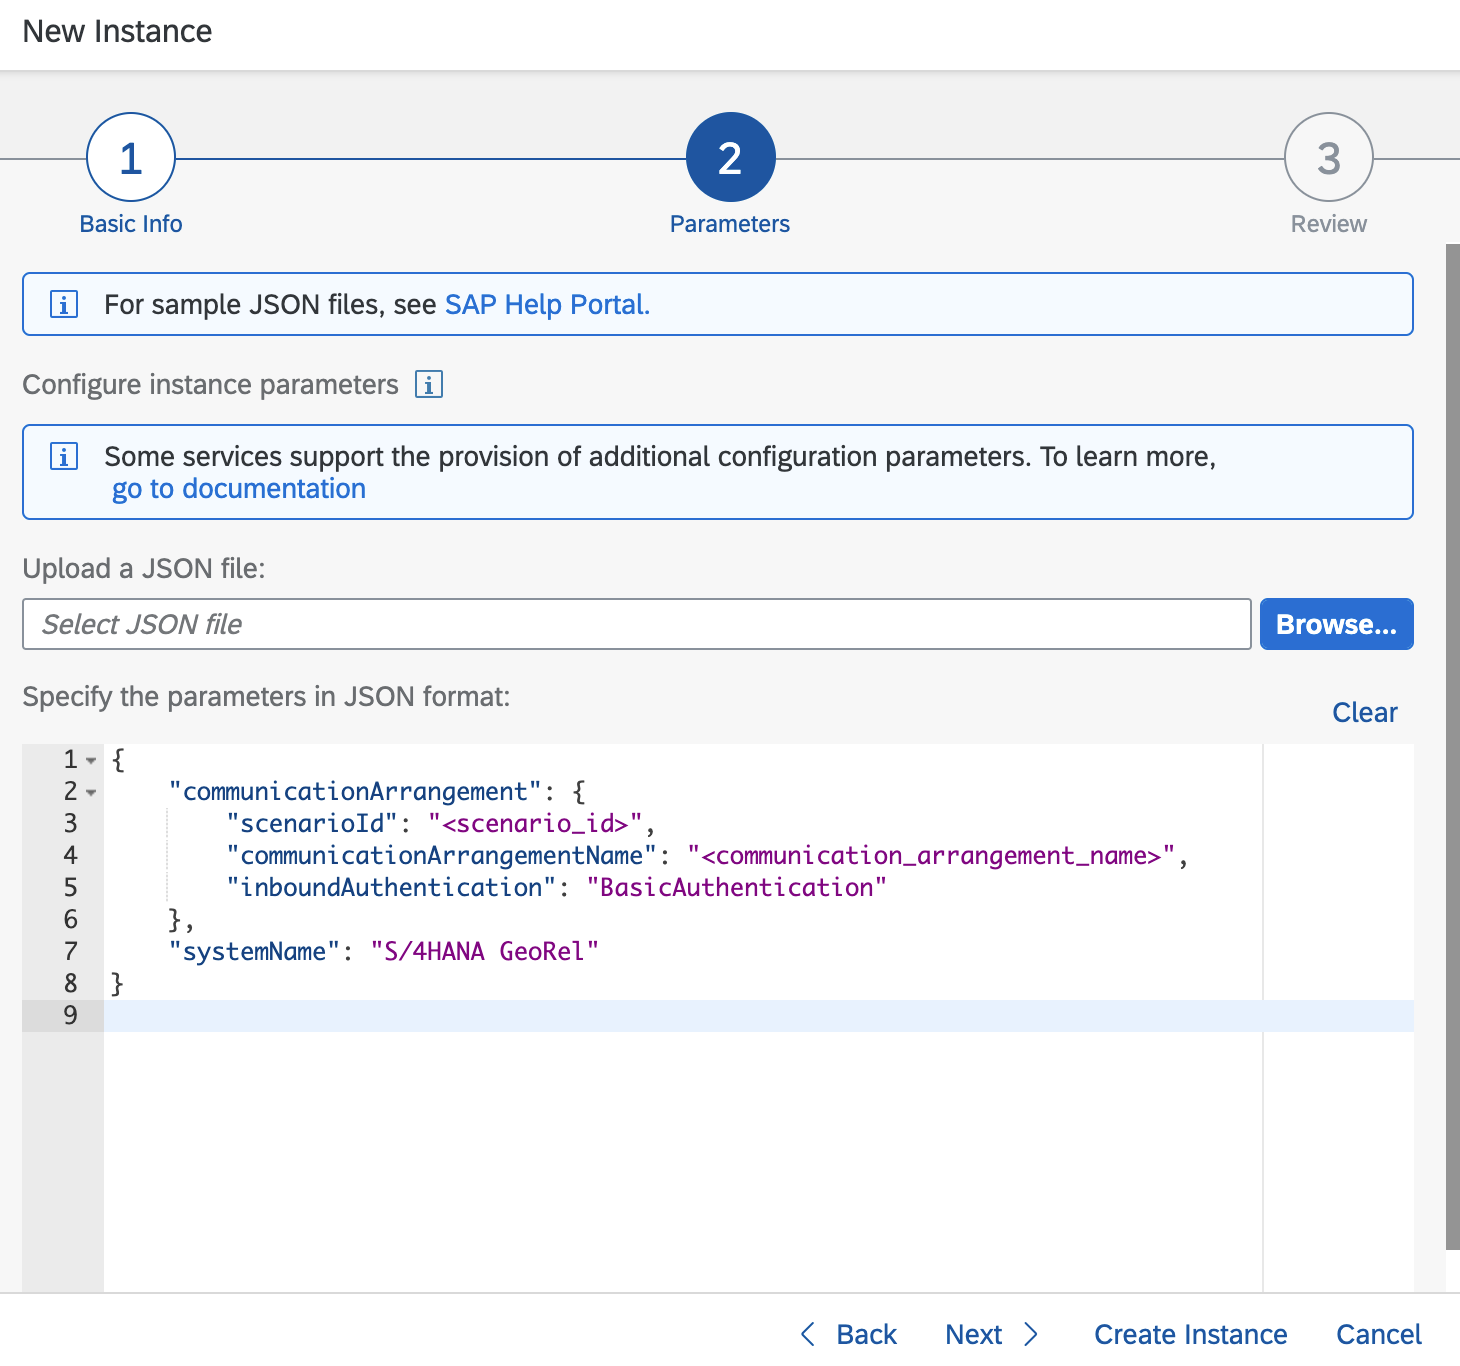 New Instance
1
2
3
Basic Info
Parameters
Review
For sample JSON files, see SAP Help Portal.
Configure instance parameters
Some services support the provision of additional configuration parameters. To learn more,
go to documentation
Upload a JSON file:
Select JSON file
Browse...
Specify the parameters in JSON format:
Clear
1 {
2     "communicationArrangement": {
3         "scenarioId": "<scenario_id>",
4         "communicationArrangementName": "<communication_arrangement_name>",
5         "inboundAuthentication": "BasicAuthentication"
6     },
7     "systemName": "S/4HANA GeoRel"
8 }
9
Back Next Create Instance Cancel